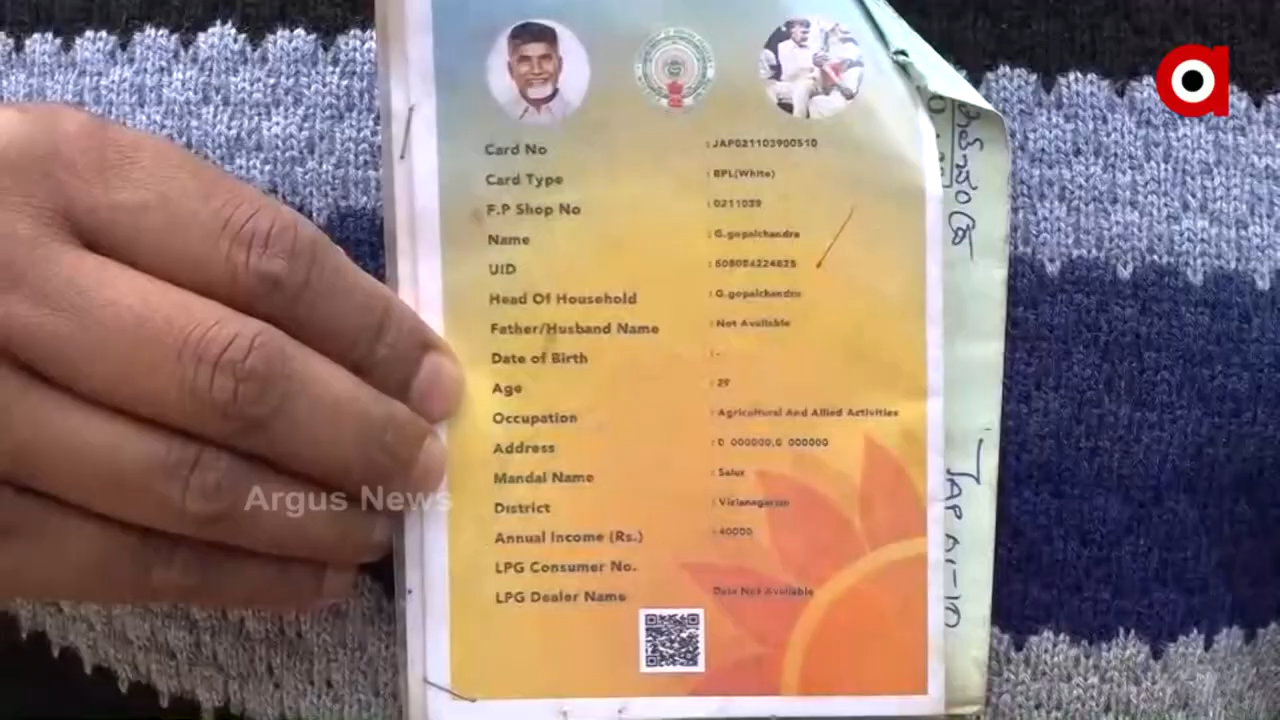 Card No : JAP021103900510
Card Type : BPL(White)
F.P Shop No : 0211039
Name : G.gopalchandra
UID : 608084224825
Head Of Household : G.gopalchandra
Father/Husband Name : Not Available
Date of Birth : -
Age : 29
Occupation : Agricultural And Allied Activities
Address : 0 000000,0 000000
Mandal Name : Salur
District : Vizianagaram
Annual Income (Rs.) : 40000
LPG Consumer No.
LPG Dealer Name Data Not Available
Argus News
a